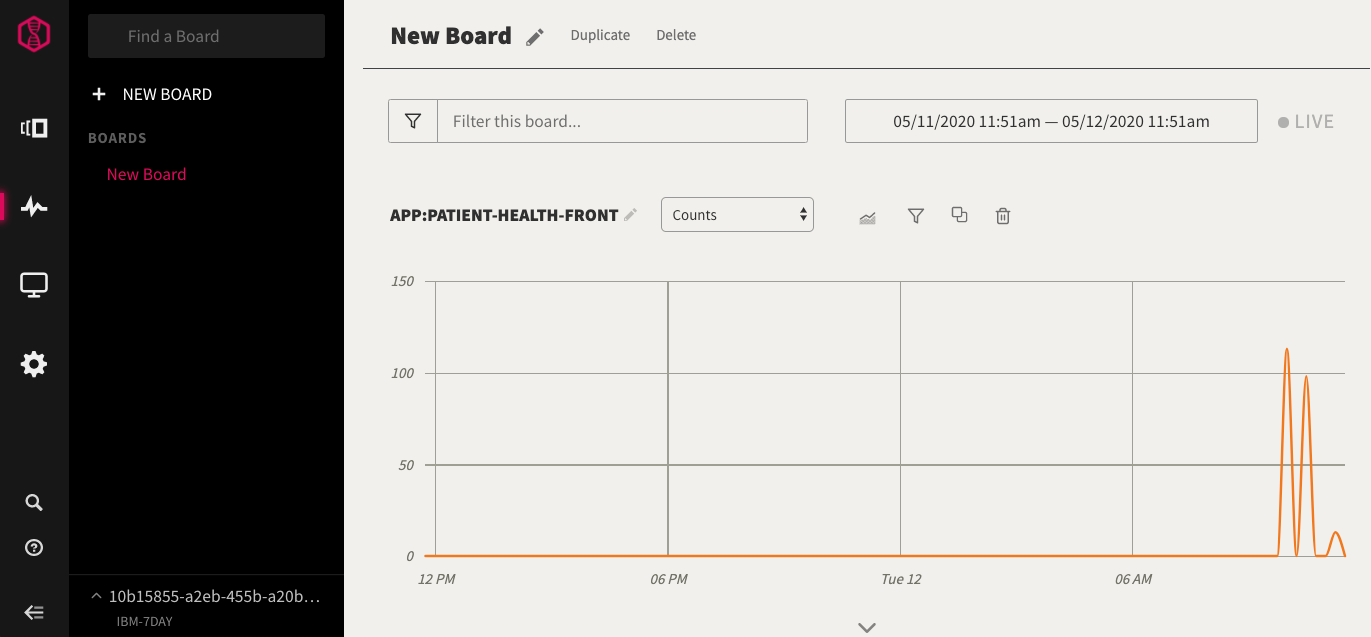 Find a Board
NEW BOARD
BOARDS
New Board
10b15855-a2eb-455b-a20b...
IBM-7DAY
New Board
Duplicate
Delete
Filter this board...
05/11/2020 11:51am — 05/12/2020 11:51am
LIVE
APP:PATIENT-HEALTH-FRONT
Counts
150
100
50
0
12 PM
06 PM
Tue 12
06 AM